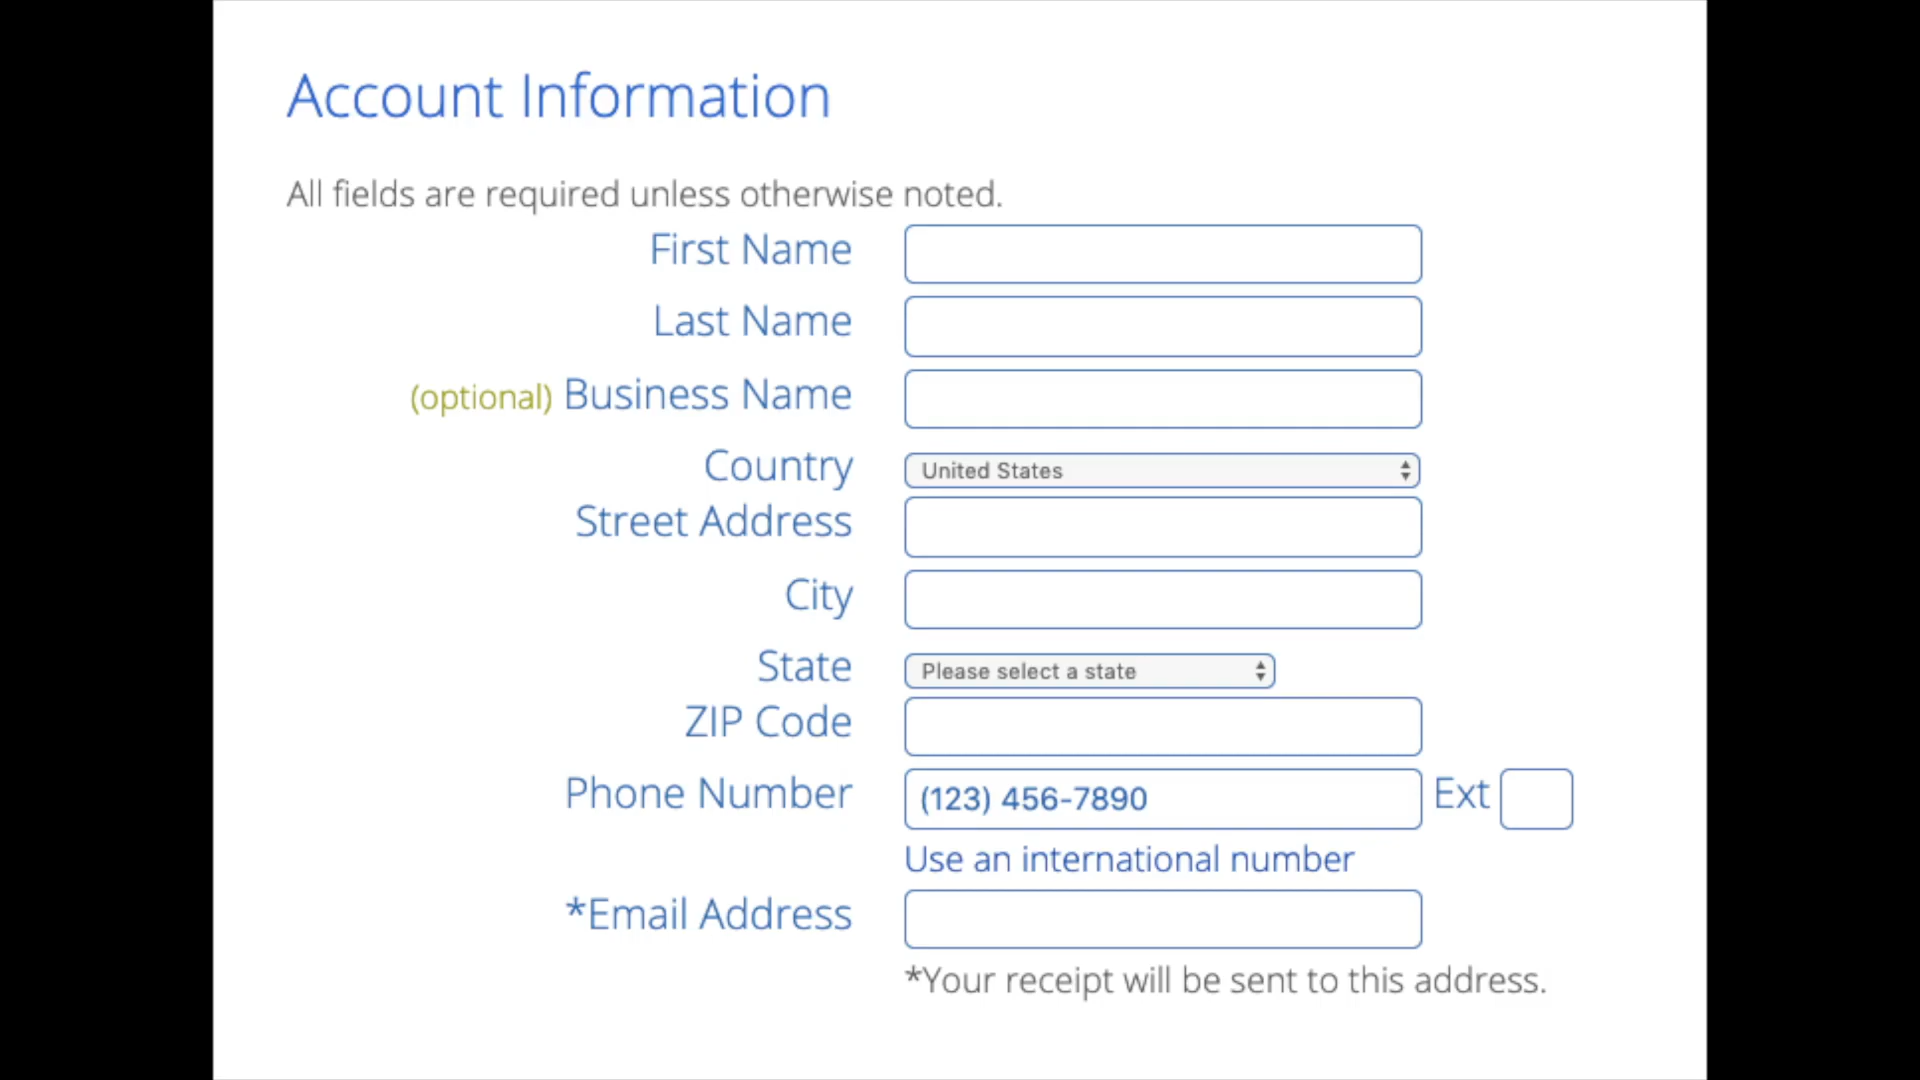 Account Information
All fields are required unless otherwise noted.
First Name
Last Name
(optional) Business Name
Country United States
Street Address
City
State Please select a state
ZIP Code
Phone Number (123) 456-7890 Ext
Use an international number
*Email Address
*Your receipt will be sent to this address.